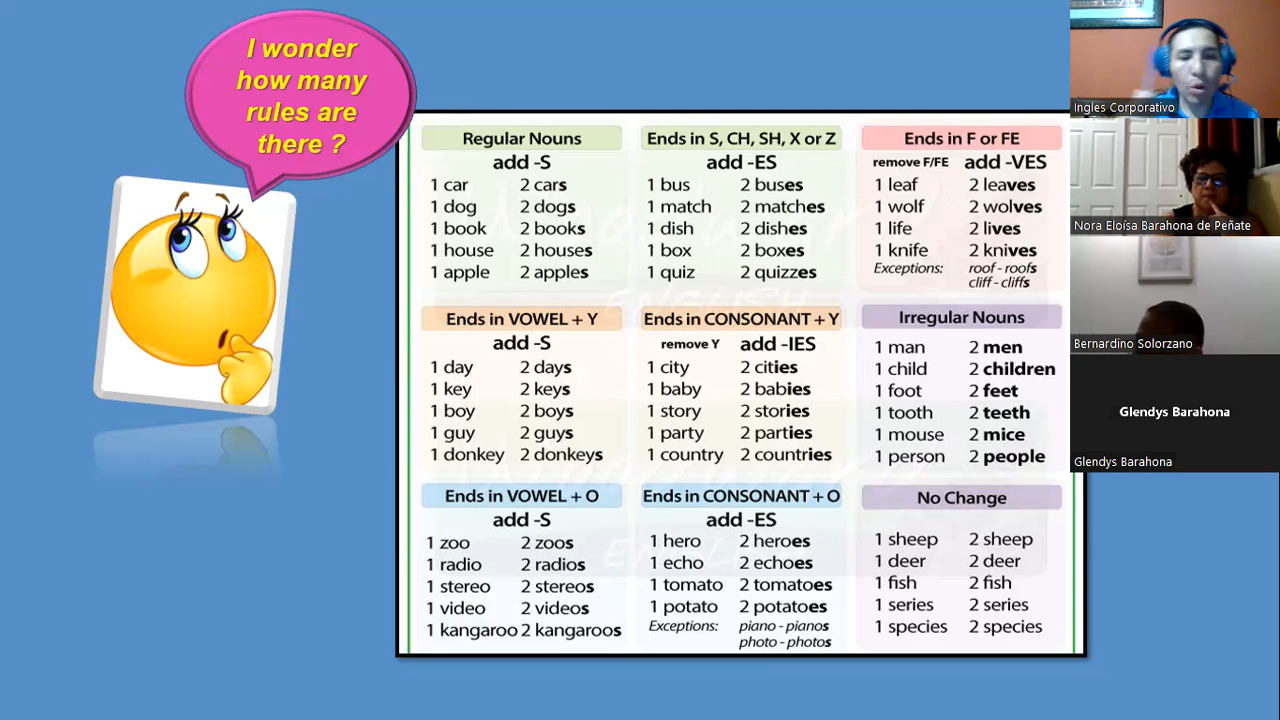 I wonder
how many
rules are
there ?
Regular Nouns
add -S
1 car 2 cars
1 dog 2 dogs
1 book 2 books
1 house 2 houses
1 apple 2 apples
Ends in S, CH, SH, X or Z
add -ES
1 bus 2 buses
1 match 2 matches
1 dish 2 dishes
1 box 2 boxes
1 quiz 2 quizzes
Ends in F or FE
remove F/FE add -VES
1 leaf 2 leaves
1 wolf 2 wolves
1 life 2 lives
1 knife 2 knives
Exceptions: roof - roofs
cliff - cliffs
Ends in VOWEL + Y
add -S
1 day 2 days
1 key 2 keys
1 boy 2 boys
1 guy 2 guys
1 donkey 2 donkeys
Ends in CONSONANT + Y
remove Y add -IES
1 city 2 cities
1 baby 2 babies
1 story 2 stories
1 party 2 parties
1 country 2 countries
Irregular Nouns
1 man 2 men
1 child 2 children
1 foot 2 feet
1 tooth 2 teeth
1 mouse 2 mice
1 person 2 people
Ends in VOWEL + O
add -S
1 zoo 2 zoos
1 radio 2 radios
1 stereo 2 stereos
1 video 2 videos
1 kangaroo 2 kangaroos
Ends in CONSONANT + O
add -ES
1 hero 2 heroes
1 echo 2 echoes
1 tomato 2 tomatoes
1 potato 2 potatoes
Exceptions: piano - pianos
photo - photos
No Change
1 sheep 2 sheep
1 deer 2 deer
1 fish 2 fish
1 series 2 series
1 species 2 species
Ingles Corporativo
Nora Eloísa Barahona de Peñate
Bernardino Solorzano
Glendys Barahona
Glendys Barahona